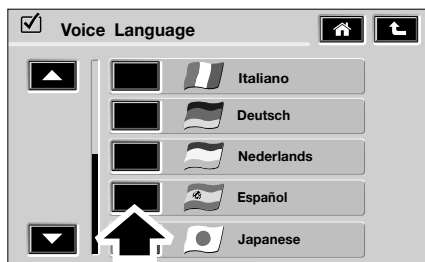 Voice Language
Italiano
Deutsch
Nederlands
Español
Japanese